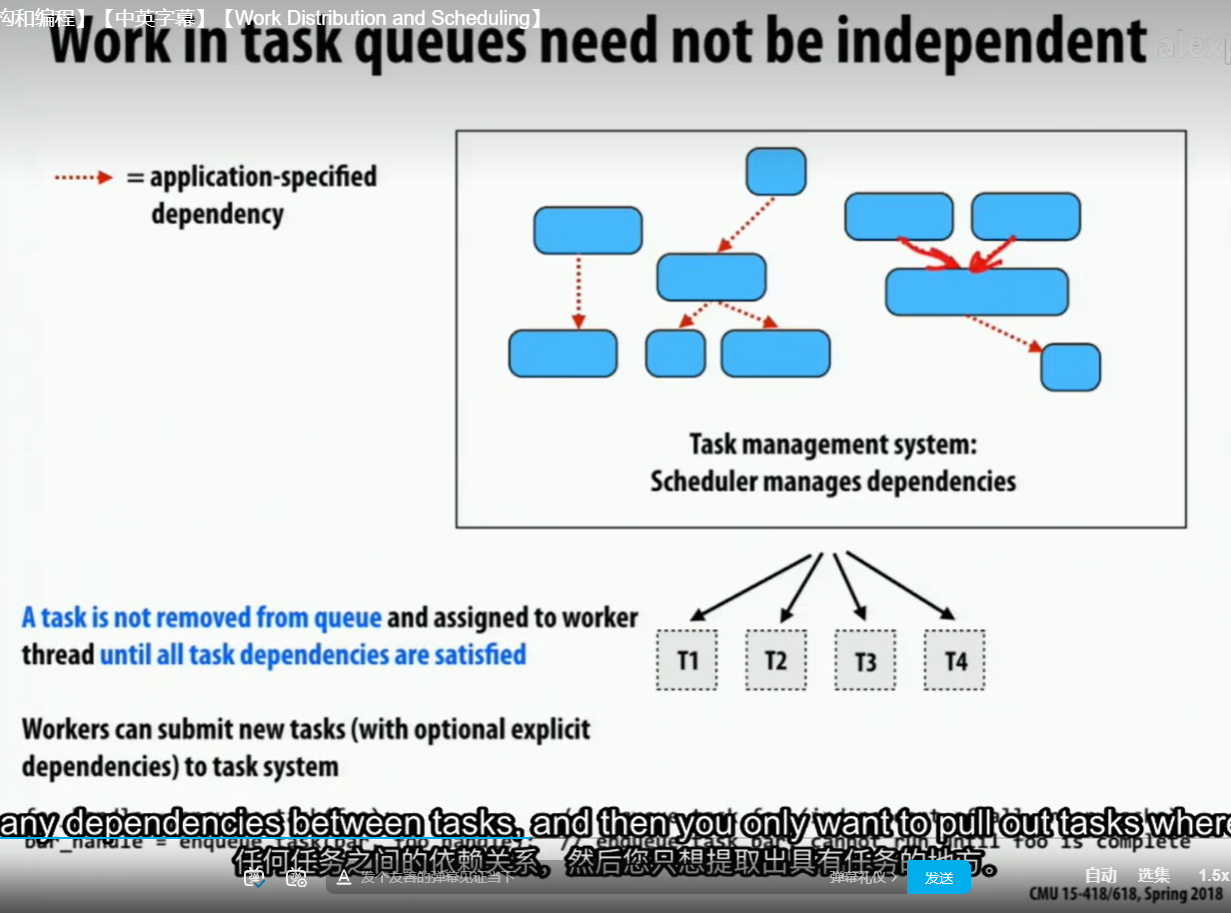 构和编程】【中英字幕】【Work Distribution and Scheduling】
Work in task queues need not be independent
= application-specified
dependency
Task management system:
Scheduler manages dependencies
A task is not removed from queue and assigned to worker
thread until all task dependencies are satisfied
T1 T2 T3 T4
Workers can submit new tasks (with optional explicit
dependencies) to task system
any dependencies between tasks, and then you only want to pull out tasks where
bar_handle = enqueue_task(bar, foo_handle); // enqueue task bar, cannot run until foo is complete
任何任务之间的依赖关系，然后您只想提取出具有任务的地方。
发个友善的弹幕见证当下
弹幕礼仪 >
发送
自动 选集 1.5x
CMU 15-418/618, Spring 2018